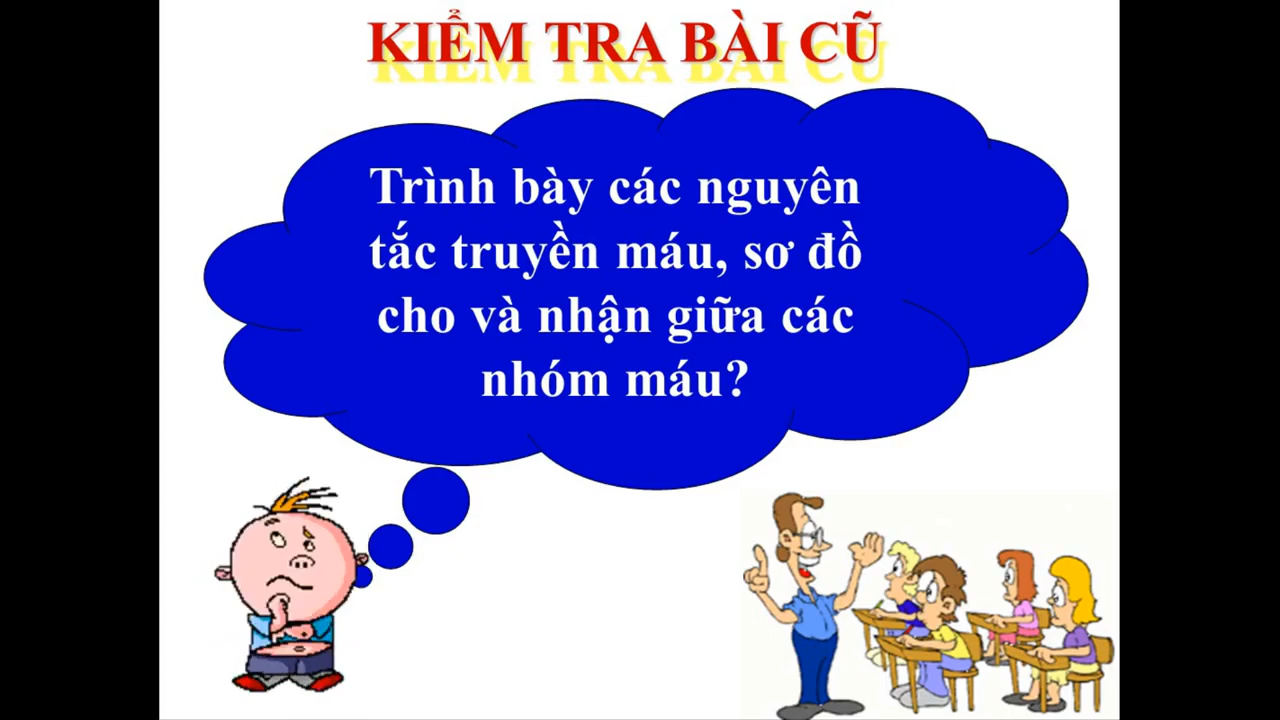 KIỂM TRA BÀI CŨ
Trình bày các nguyên
tắc truyền máu, sơ đồ
cho và nhận giữa các
nhóm máu?